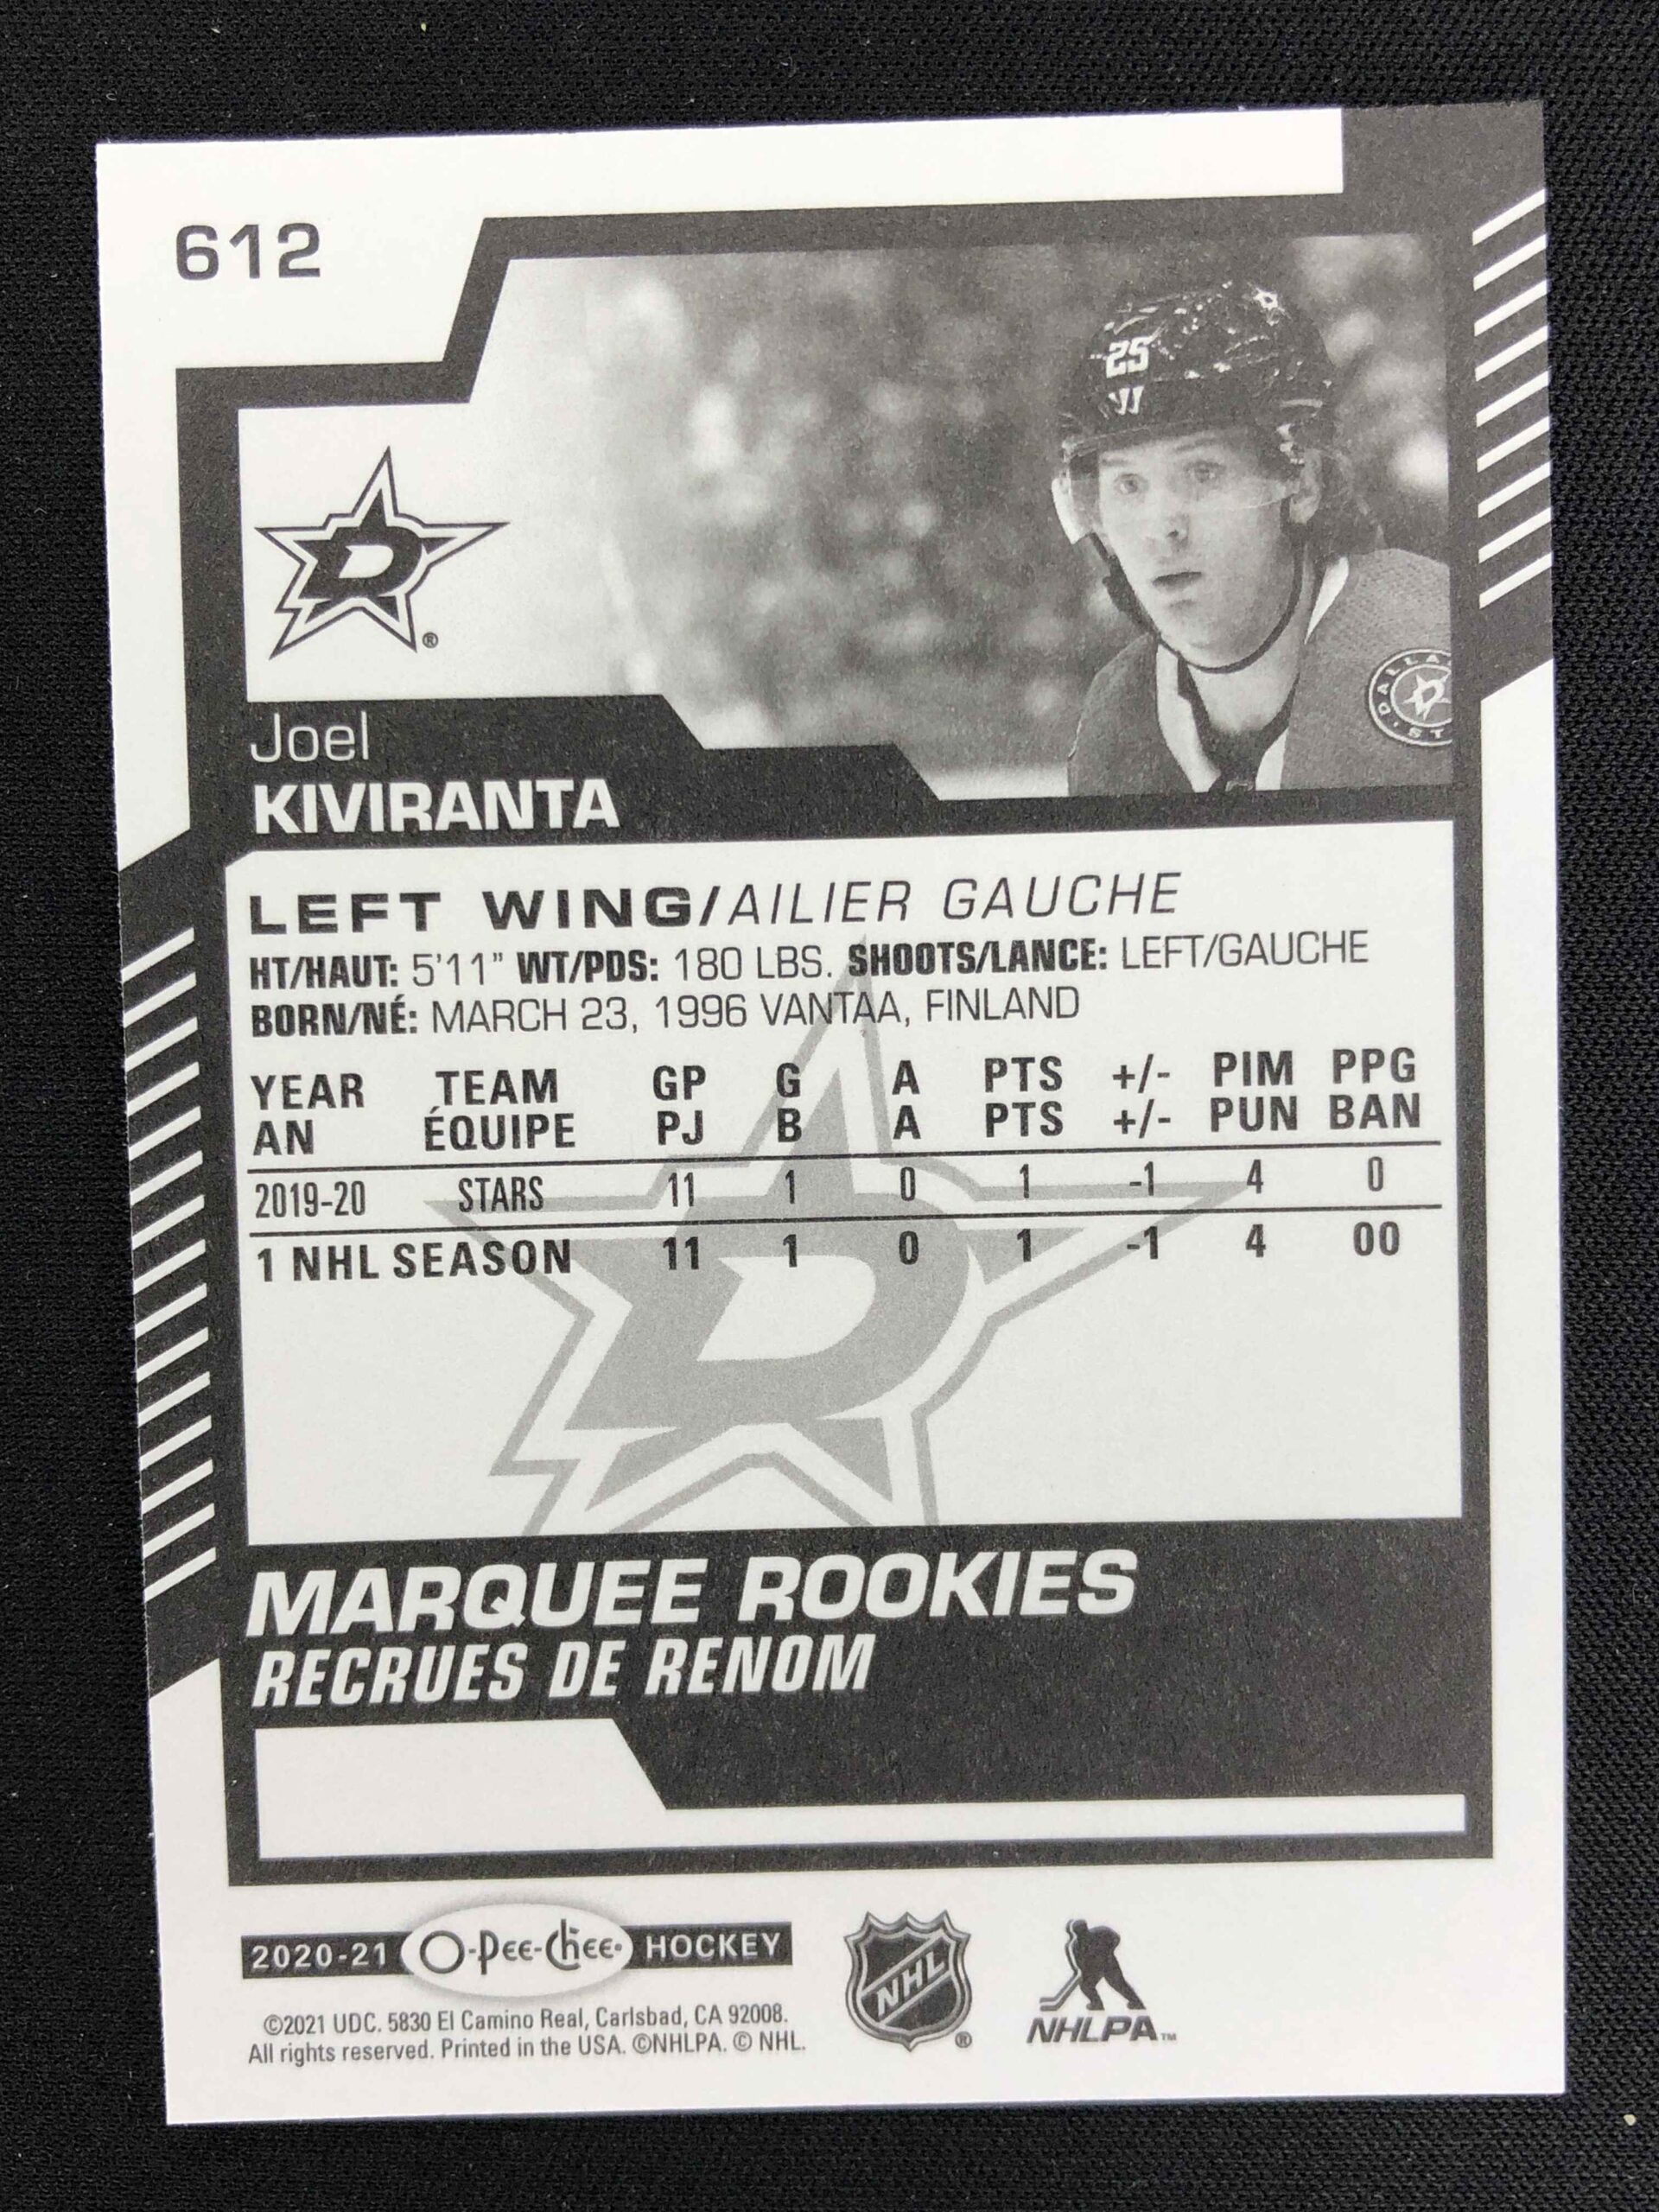 612
25
DALLAS
ST
D
®
Joel
KIVIRANTA
LEFT WING/AILIER GAUCHE
HT/HAUT: 5'11" WT/PDS: 180 LBS. SHOOTS/LANCE: LEFT/GAUCHE
BORN/NÉ: MARCH 23, 1996 VANTAA, FINLAND
YEAR TEAM GP G A PTS +/- PIM PPG
AN ÉQUIPE PJ B A PTS +/- PUN BAN
2019-20 STARS 11 1 0 1 -1 4 0
1 NHL SEASON 11 1 0 1 -1 4 00
MARQUEE ROOKIES
RECRUES DE RENOM
2020-21 O-Pee-Chee HOCKEY
©2021 UDC. 5830 El Camino Real, Carlsbad, CA 92008.
All rights reserved. Printed in the USA. ©NHLPA. © NHL.
NHL ®
NHLPA™